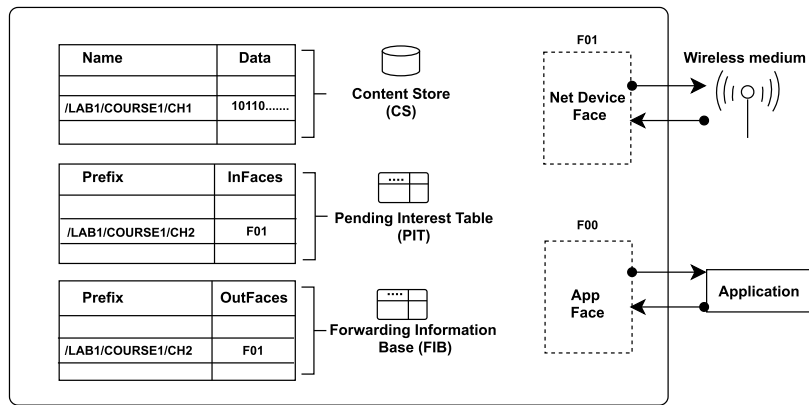 Name Data
/LAB1/COURSE1/CH1 10110.......
Content Store
(CS)
Prefix InFaces
/LAB1/COURSE1/CH2 F01
Pending Interest Table
(PIT)
Prefix OutFaces
/LAB1/COURSE1/CH2 F01
Forwarding Information
Base (FIB)
F01
Net Device
Face
Wireless medium
F00
App
Face
Application